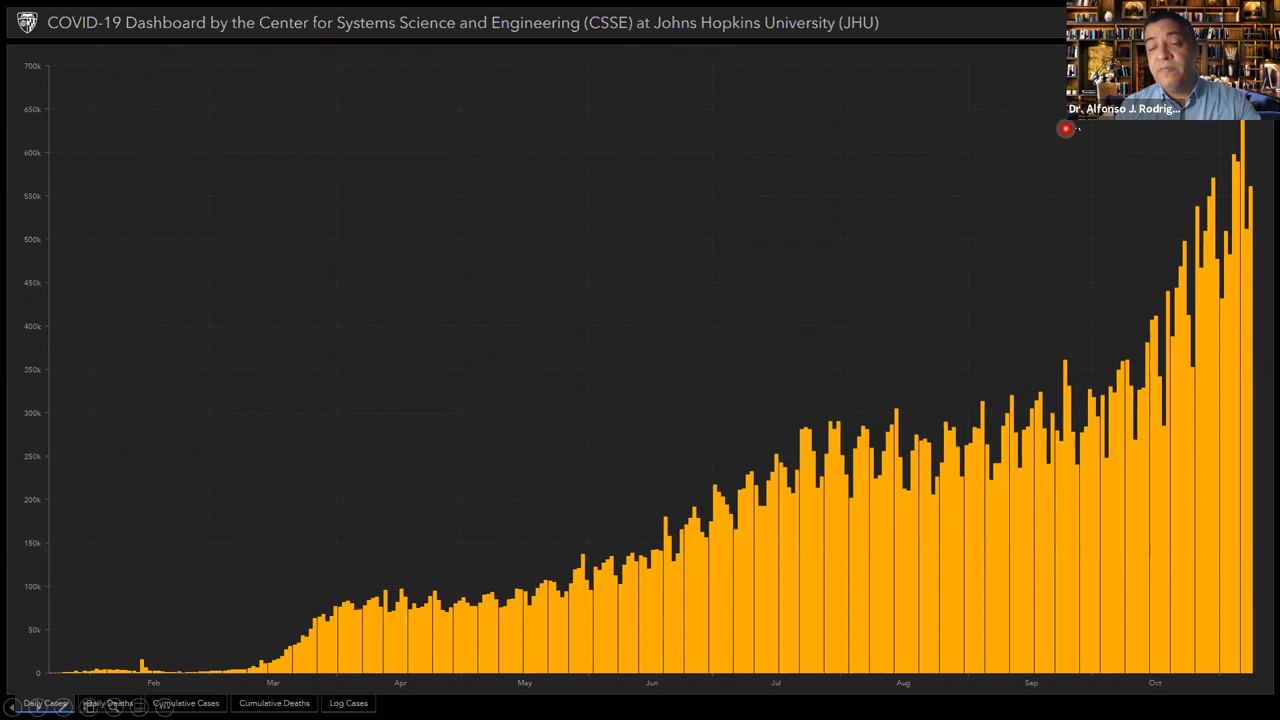 COVID-19 Dashboard by the Center for Systems Science and Engineering (CSSE) at Johns Hopkins University (JHU)
Dr. Alfonso J. Rodrig...
700k
650k
600k
550k
500k
450k
400k
350k
300k
250k
200k
150k
100k
50k
0
Feb Mar Apr May Jun Jul Aug Sep Oct
Daily Cases Daily Deaths Cumulative Cases Cumulative Deaths Log Cases